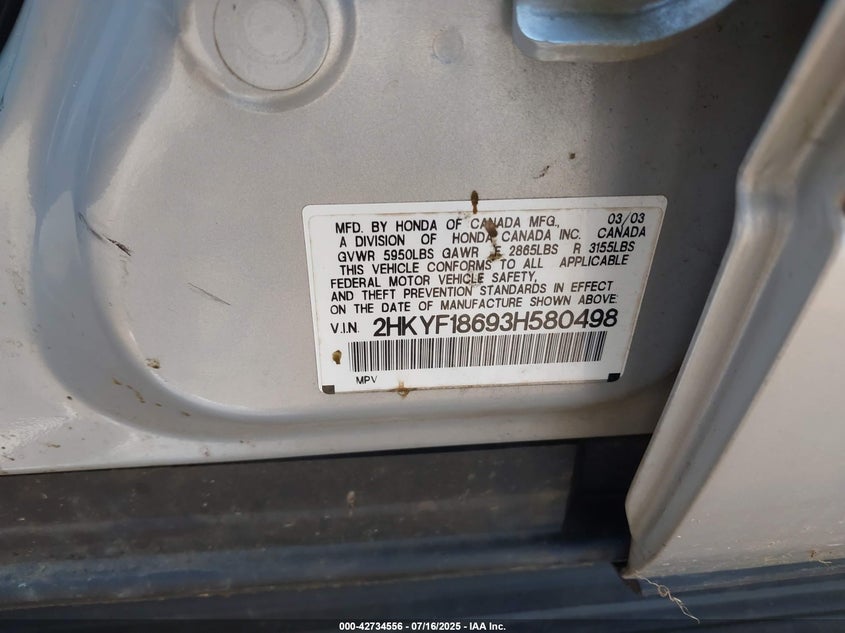 MFD. BY HONDA OF CANADA MFG., 03/03
A DIVISION OF HONDA CANADA INC. CANADA
GVWR 5950LBS GAWR F 2865LBS R 3155LBS
THIS VEHICLE CONFORMS TO ALL APPLICABLE
FEDERAL MOTOR VEHICLE SAFETY,
AND THEFT PREVENTION STANDARDS IN EFFECT
ON THE DATE OF MANUFACTURE SHOWN ABOVE.
V.I.N. 2HKYF18693H580498
MPV
000-42734556 - 07/16/2025 - IAA Inc.